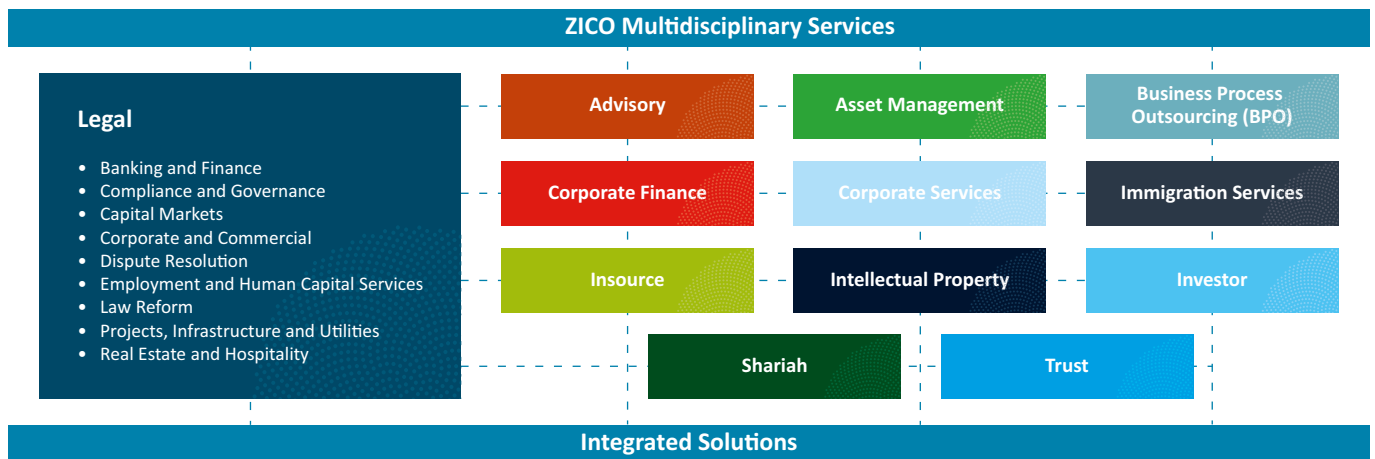 ZICO Multidisciplinary Services
Legal
• Banking and Finance
• Compliance and Governance
• Capital Markets
• Corporate and Commercial
• Dispute Resolution
• Employment and Human Capital Services
• Law Reform
• Projects, Infrastructure and Utilities
• Real Estate and Hospitality
Advisory
Asset Management
Business Process
Outsourcing (BPO)
Corporate Finance
Corporate Services
Immigration Services
Insource
Intellectual Property
Investor
Shariah
Trust
Integrated Solutions